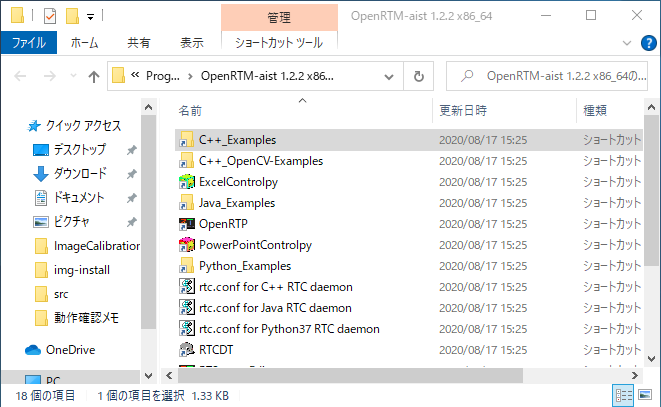 管理
OpenRTM-aist 1.2.2 x86_64
ファイル
ホーム
共有
表示
ショートカット ツール
« Prog... OpenRTM-aist 1.2.2 x86...
OpenRTM-aist 1.2.2 x86_64の...
名前 更新日時 種類
クイック アクセス
デスクトップ
ダウンロード
ドキュメント
ピクチャ
ImageCalibration
img-install
src
動作確認メモ
OneDrive
PC
C++_Examples 2020/08/17 15:25 ショートカット
C++_OpenCV-Examples 2020/08/17 15:25 ショートカット
ExcelControlpy 2020/08/17 15:25 ショートカット
Java_Examples 2020/08/17 15:25 ショートカット
OpenRTP 2020/08/17 15:25 ショートカット
PowerPointControlpy 2020/08/17 15:25 ショートカット
Python_Examples 2020/08/17 15:25 ショートカット
rtc.conf for C++ RTC daemon 2020/08/17 15:25 ショートカット
rtc.conf for Java RTC daemon 2020/08/17 15:25 ショートカット
rtc.conf for Python37 RTC daemon 2020/08/17 15:25 ショートカット
RTCDT 2020/08/17 15:25 ショートカット
18 個の項目 1 個の項目を選択 1.33 KB